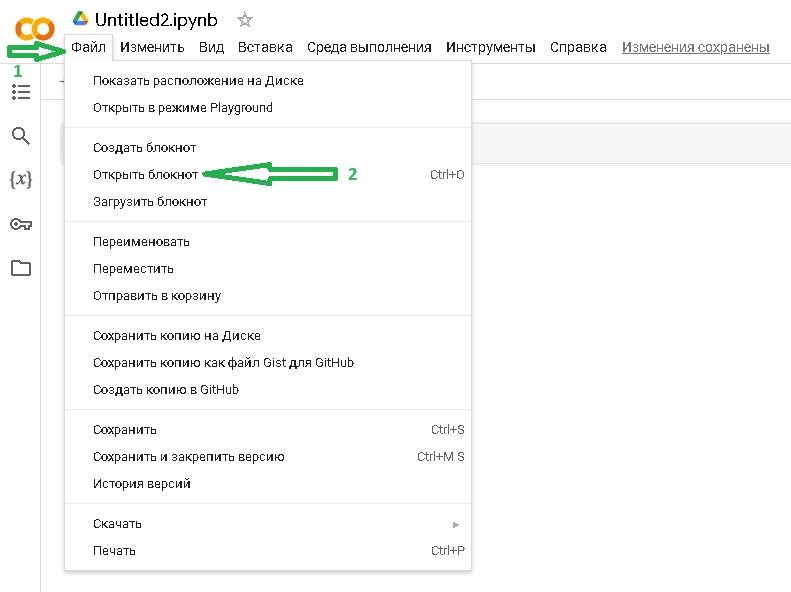 Untitled2.ipynb
Файл Изменить Вид Вставка Среда выполнения Инструменты Справка Изменения сохранены
1
Показать расположение на Диске
Открыть в режиме Playground
{x}
Создать блокнот
Открыть блокнот 2 Ctrl+O
Загрузить блокнот
Переименовать
Переместить
Отправить в корзину
Сохранить копию на Диске
Сохранить копию как файл Gist для GitHub
Создать копию в GitHub
Сохранить Ctrl+S
Сохранить и закрепить версию Ctrl+M S
История версий
Скачать
Печать Ctrl+P